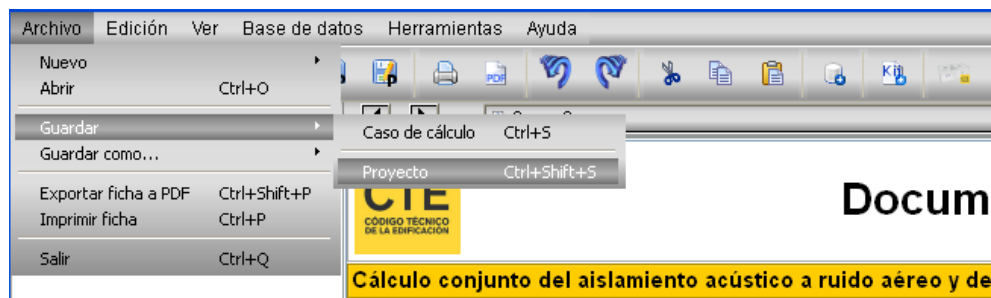 Archivo Edición Ver Base de datos Herramientas Ayuda
Nuevo
Abrir Ctrl+O
Guardar
Guardar como...
Exportar ficha a PDF Ctrl+Shift+P
Imprimir ficha Ctrl+P
Salir Ctrl+Q
Caso de cálculo Ctrl+S
Proyecto Ctrl+Shift+S
PDF
Kit
CTE
CÓDIGO TÉCNICO
DE LA EDIFICACIÓN
Docum
Cálculo conjunto del aislamiento acústico a ruido aéreo y de